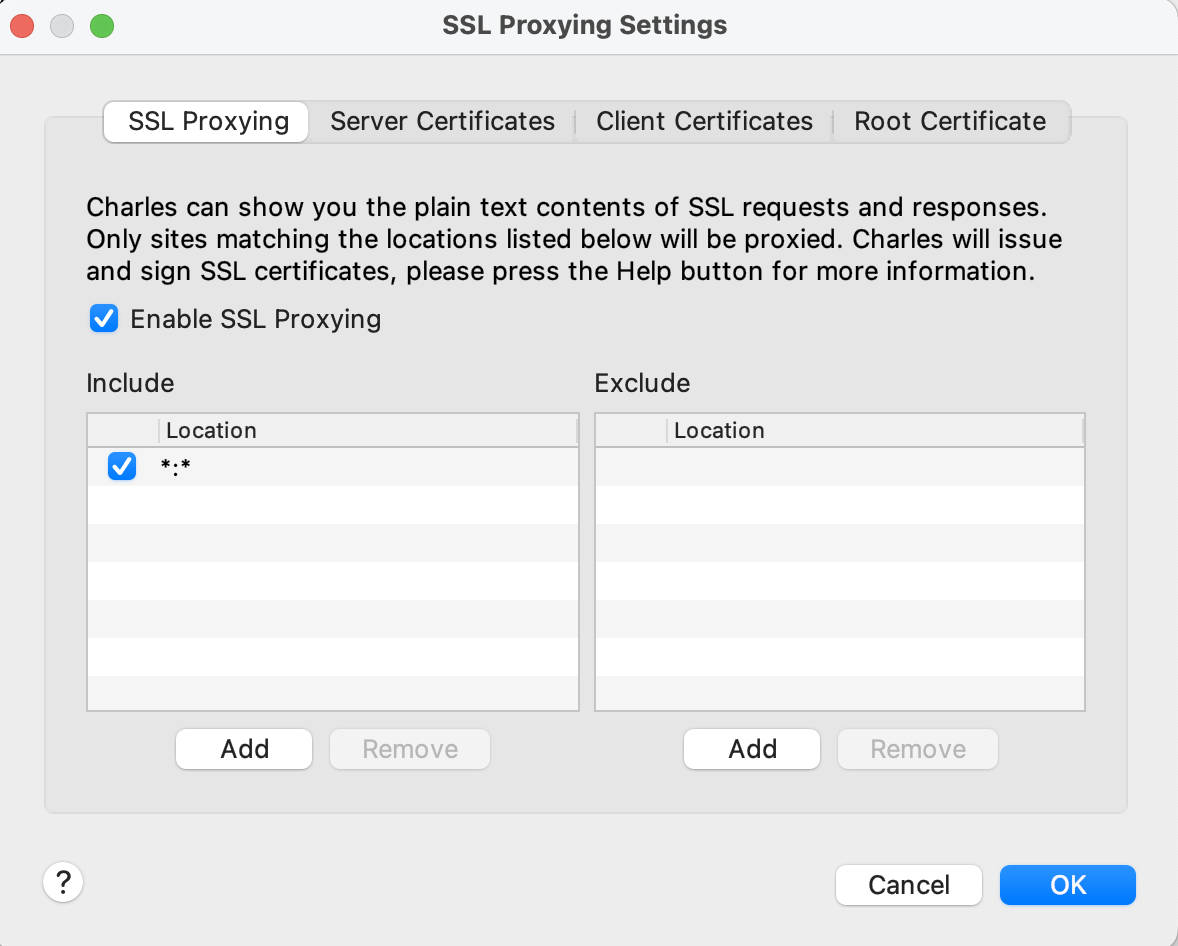 SSL Proxying Settings
SSL Proxying
Server Certificates
Client Certificates
Root Certificate
Charles can show you the plain text contents of SSL requests and responses.
Only sites matching the locations listed below will be proxied. Charles will issue
and sign SSL certificates, please press the Help button for more information.
Enable SSL Proxying
Include
Exclude
Location
Location
*:*
Add
Remove
Add
Remove
?
Cancel
OK